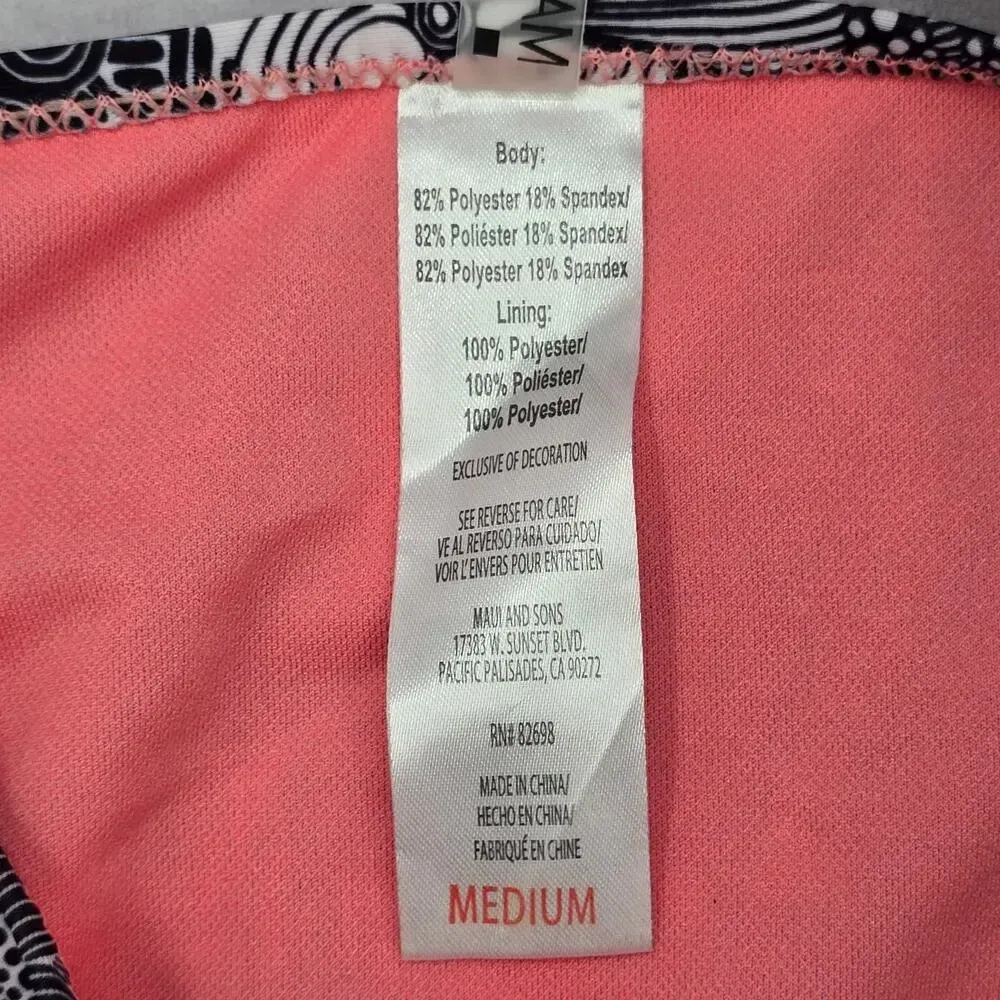 AM
Body:
82% Polyester 18% Spandex/
82% Poliéster 18% Spandex/
82% Polyester 18% Spandex
Lining:
100% Polyester/
100% Poliéster/
100% Polyester/
EXCLUSIVE OF DECORATION
SEE REVERSE FOR CARE/
VE AL REVERSO PARA CUIDADO/
VOIR L'ENVERS POUR ENTRETIEN
MAUI AND SONS
17383 W. SUNSET BLVD.
PACIFIC PALISADES, CA 90272
RN# 82698
MADE IN CHINA/
HECHO EN CHINA/
FABRIQUÉ EN CHINE
MEDIUM